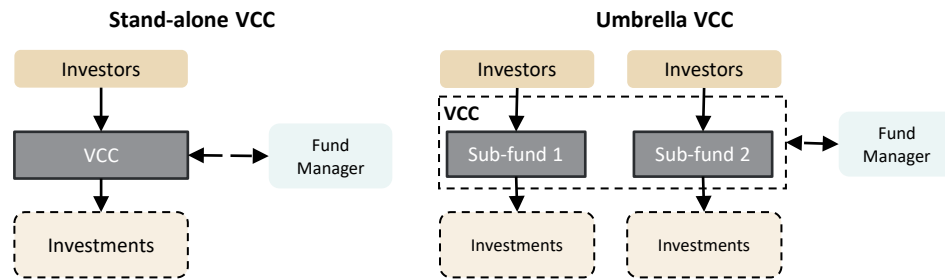 Stand-alone VCC
Investors
VCC
Fund
Manager
Investments
Umbrella VCC
Investors
Investors
VCC
Sub-fund 1
Sub-fund 2
Fund
Manager
Investments
Investments